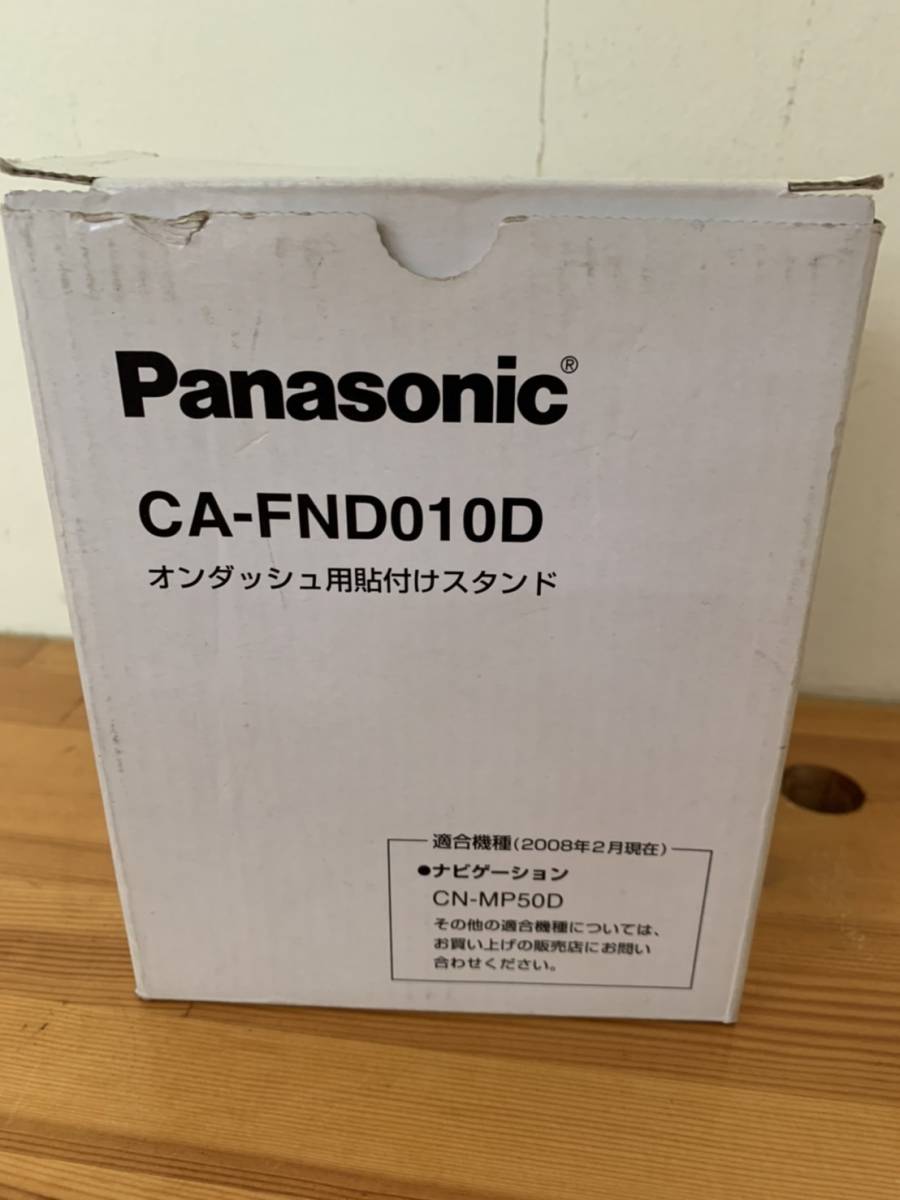 Panasonic®
CA-FND010D
オンダッシュ用貼付けスタンド
適合機種(2008年2月現在)
●ナビゲーション
CN-MP50D
その他の適合機種については、
お買い上げの販売店にお問い
合わせください。